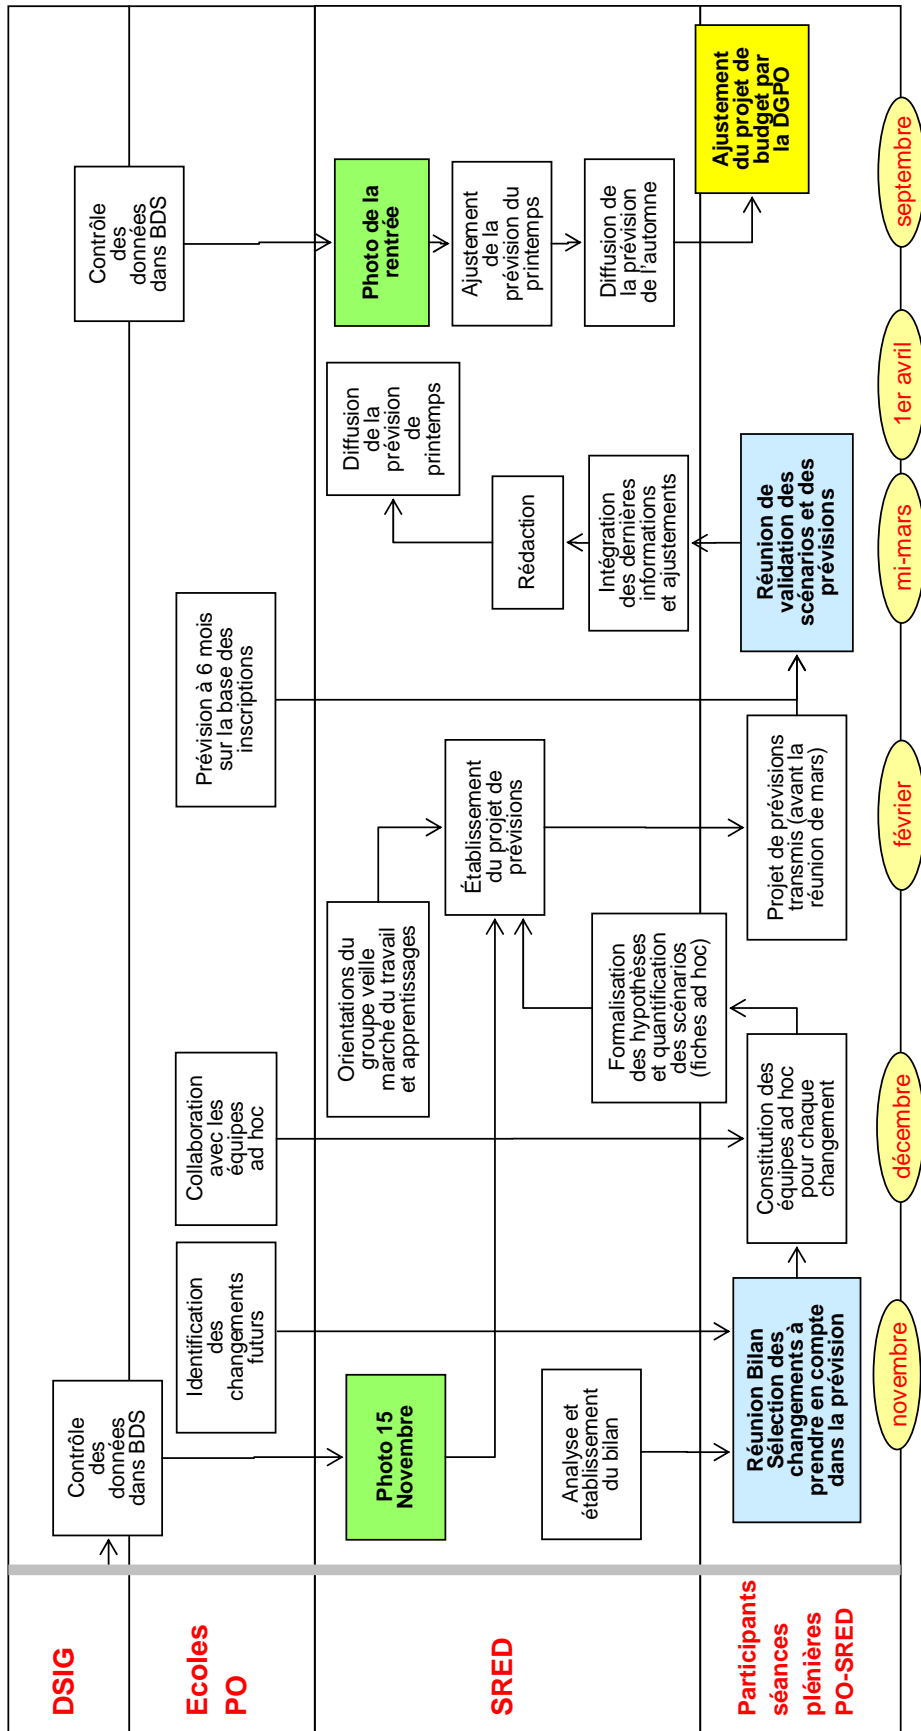 DSIG
Ecoles
PO
SRED
Participants
séances
plénières
PO-SRED
Contrôle
des
données
dans BDS
Contrôle
des
données
dans BDS
Identification
des
changements
futurs
Collaboration
avec les
équipes
ad hoc
Prévision à 6 mois
sur la base des
inscriptions
Photo 15
Novembre
Orientations du
groupe veille
marché du travail
et apprentissages
Établissement
du projet de
prévisions
Diffusion
de la
prévision
de
printemps
Rédaction
Intégration
des dernières
informations
et ajustements
Photo de la
rentrée
Ajustement
de la
prévision du
printemps
Diffusion de
la prévision
de l'automne
Analyse et
établissement
du bilan
Formalisation
des hypothèses
et quantification
des scénarios
(fiches ad hoc)
Réunion Bilan
Sélection des
changements à
prendre en compte
dans la prévision
Constitution des
équipes ad hoc
pour chaque
changement
Projet de prévisions
transmis (avant la
réunion de mars)
Réunion de
validation des
scénarios et des
prévisions
Ajustement
du projet de
budget par
la DGPO
novembre
décembre
février
mi-mars
1er avril
septembre